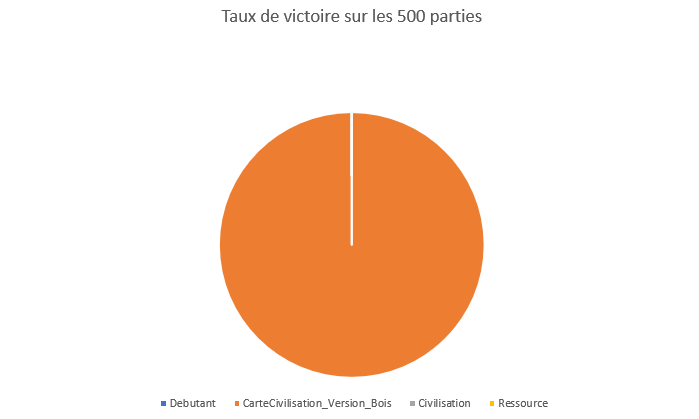 Taux de victoire sur les 500 parties
Debutant CarteCivilisation_Version_Bois Civilisation Ressource